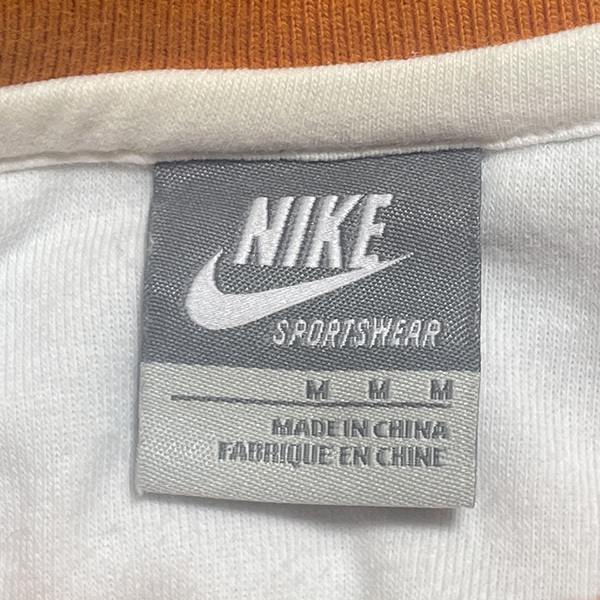 NIKE
SPORTSWEAR
M M M
MADE IN CHINA
FABRIQUE EN CHINE